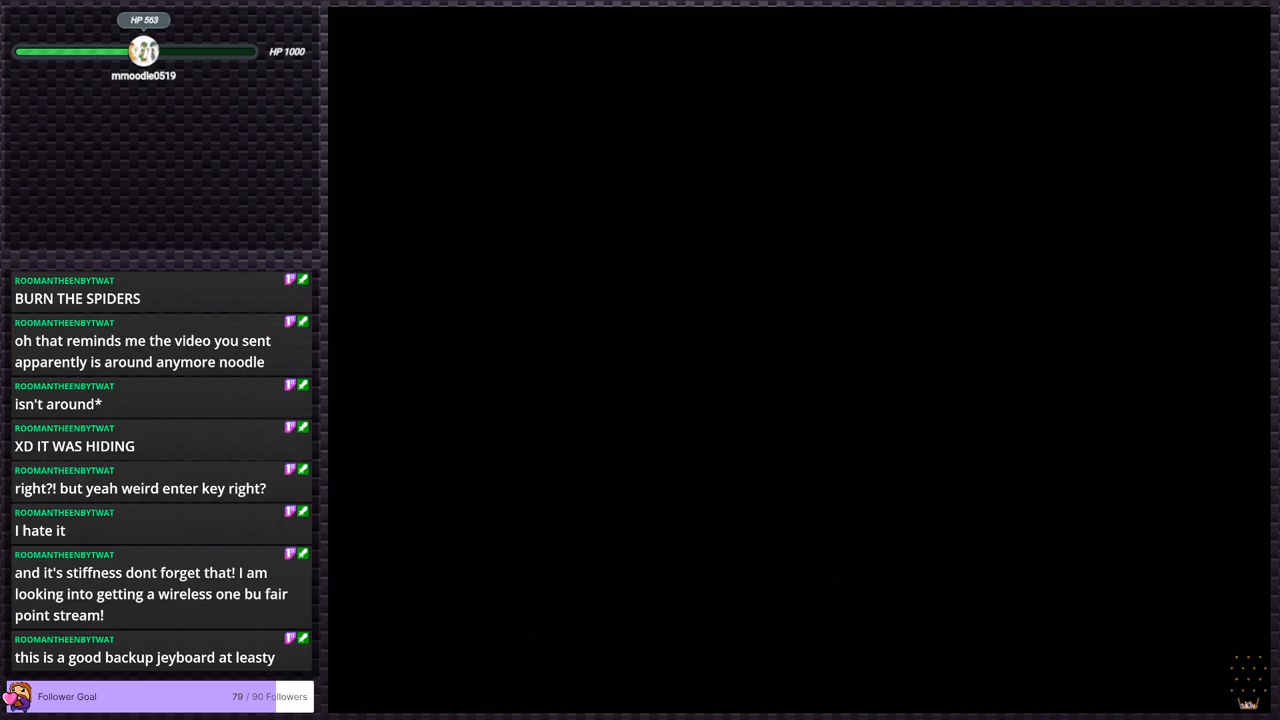 HP 563
HP 1000
mmoodle0519
ROOMANTHEENBYTWAT
BURN THE SPIDERS
ROOMANTHEENBYTWAT
oh that reminds me the video you sent
apparently is around anymore noodle
ROOMANTHEENBYTWAT
isn't around*
ROOMANTHEENBYTWAT
XD IT WAS HIDING
ROOMANTHEENBYTWAT
right?! but yeah weird enter key right?
ROOMANTHEENBYTWAT
I hate it
ROOMANTHEENBYTWAT
and it's stiffness dont forget that! I am
looking into getting a wireless one bu fair
point stream!
ROOMANTHEENBYTWAT
this is a good backup jeyboard at leasty
Follower Goal 79 / 90 Followers